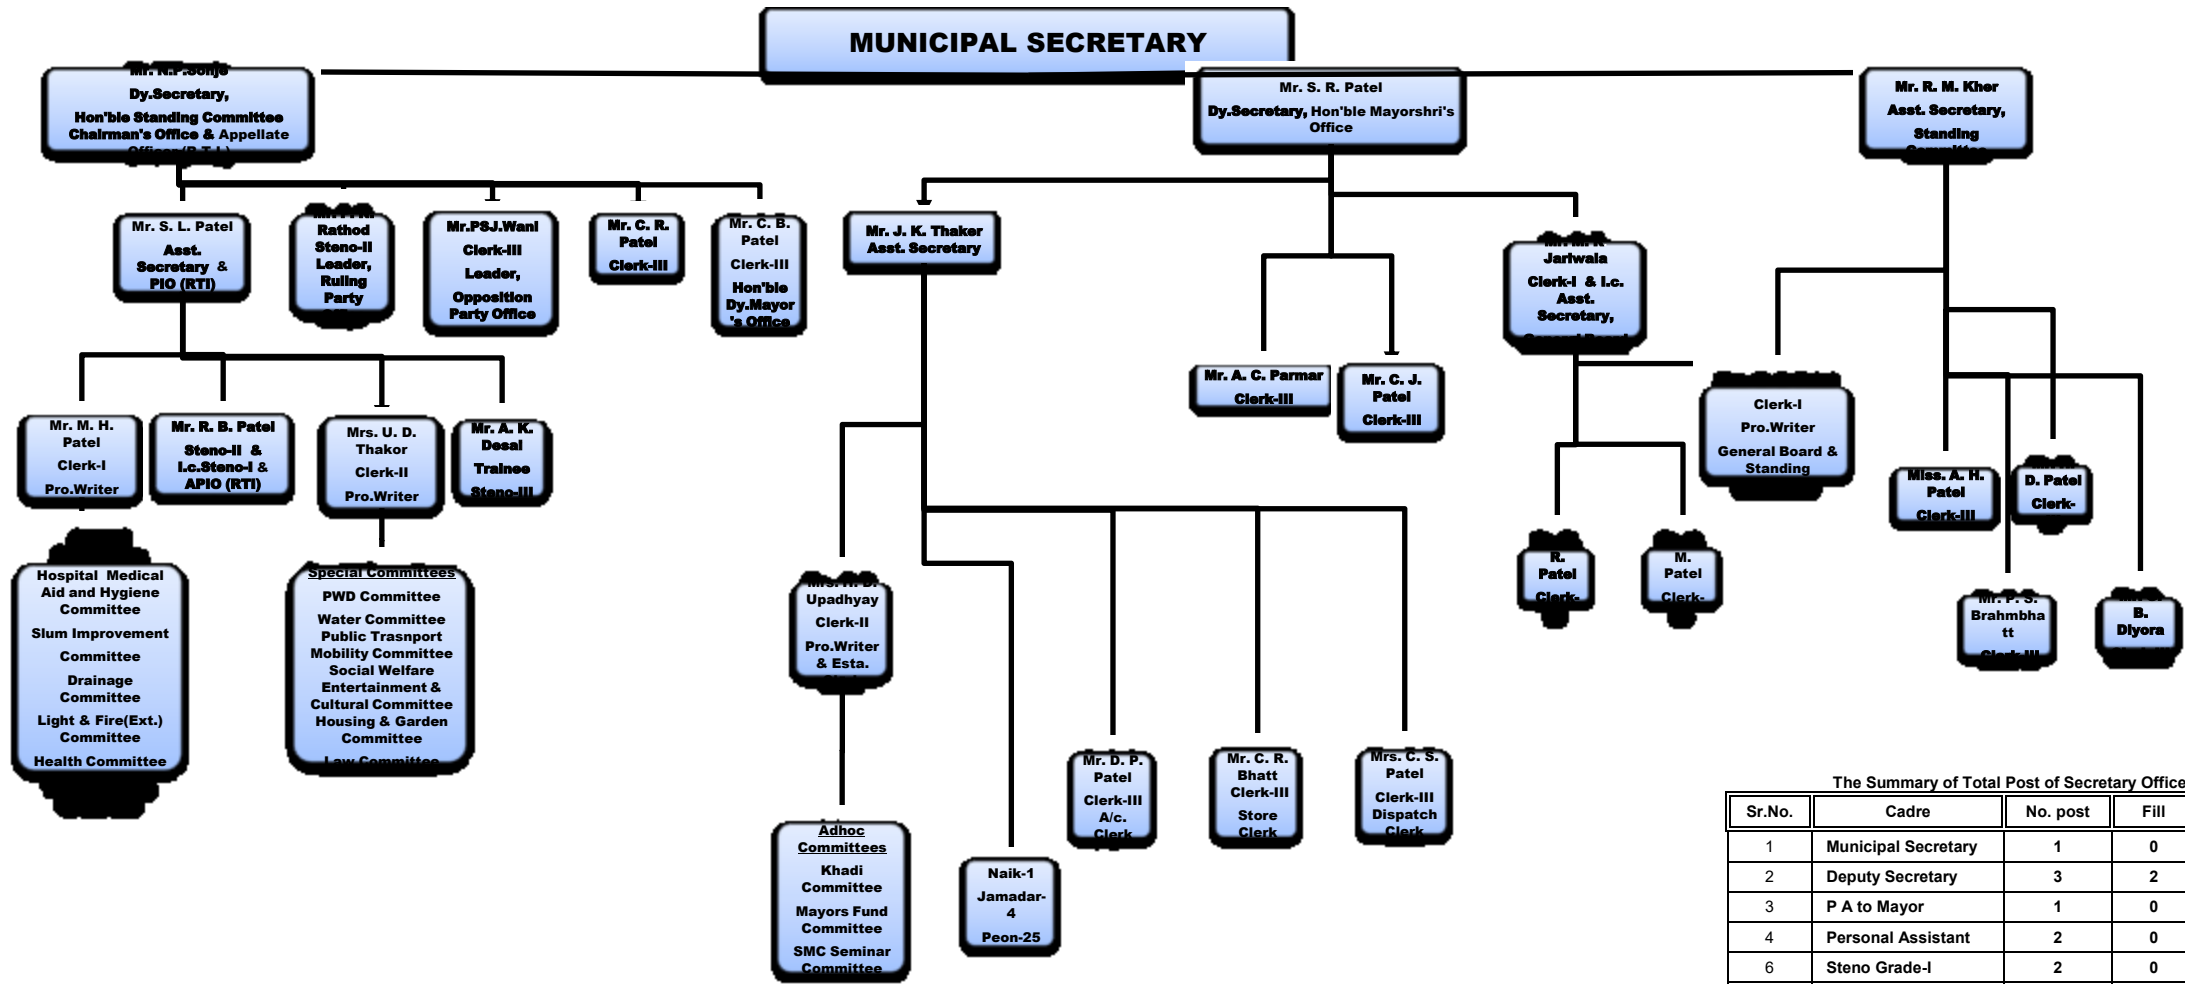 MUNICIPAL SECRETARY
Mr. N.P.Sonje
Dy.Secretary,
Hon'ble Standing Committee
Chairman's Office & Appellate
Officer (R.T.I.)
Mr. S. R. Patel
Dy.Secretary, Hon'ble Mayorshri's
Office
Mr. R. M. Kher
Asst. Secretary,
Standing
Committee
Mr. S. L. Patel
Asst.
Secretary &
PIO (RTI)
Rathod
Steno-II
Leader,
Ruling
Party
Mr.PSJ.Wani
Clerk-III
Leader,
Opposition
Party Office
Mr. C. R.
Patel
Clerk-III
Mr. C. B.
Patel
Clerk-III
Hon'ble
Dy.Mayor
's Office
Mr. J. K. Thaker
Asst. Secretary
Jariwala
Clerk-I & I.c.
Asst.
Secretary,
General Board
Mr. A. C. Parmar
Clerk-III
Mr. C. J.
Patel
Clerk-III
Clerk-I
Pro.Writer
General Board &
Standing
Mr. M. H.
Patel
Clerk-I
Pro.Writer
Mr. R. B. Patel
Steno-II &
I.c.Steno-I &
APIO (RTI)
Mrs. U. D.
Thakor
Clerk-II
Pro.Writer
Mr. A. K.
Desai
Trainee
Steno-III
Miss. A. H.
Patel
Clerk-III
D. Patel
Clerk-
R.
Patel
Clerk-
M.
Patel
Clerk-
Mr. P. S.
Brahmbha
tt
Clerk-III
B.
Diyora
Hospital Medical
Aid and Hygiene
Committee
Slum Improvement
Committee
Drainage
Committee
Light & Fire(Ext.)
Committee
Health Committee
Special Committees
PWD Committee
Water Committee
Public Trasnport
Mobility Committee
Social Welfare
Entertainment &
Cultural Committee
Housing & Garden
Committee
Law Committee
Upadhyay
Clerk-II
Pro.Writer
& Esta.
Mr. D. P.
Patel
Clerk-III
A/c.
Clerk
Mr. C. R.
Bhatt
Clerk-III
Store
Clerk
Mrs. C. S.
Patel
Clerk-III
Dispatch
Clerk
Adhoc
Committees
Khadi
Committee
Mayors Fund
Committee
SMC Seminar
Committee
Naik-1
Jamadar-
4
Peon-25
The Summary of Total Post of Secretary Office
Sr.No. Cadre No. post Fill
1 Municipal Secretary 1 0
2 Deputy Secretary 3 2
3 P A to Mayor 1 0
4 Personal Assistant 2 0
6 Steno Grade-I 2 0